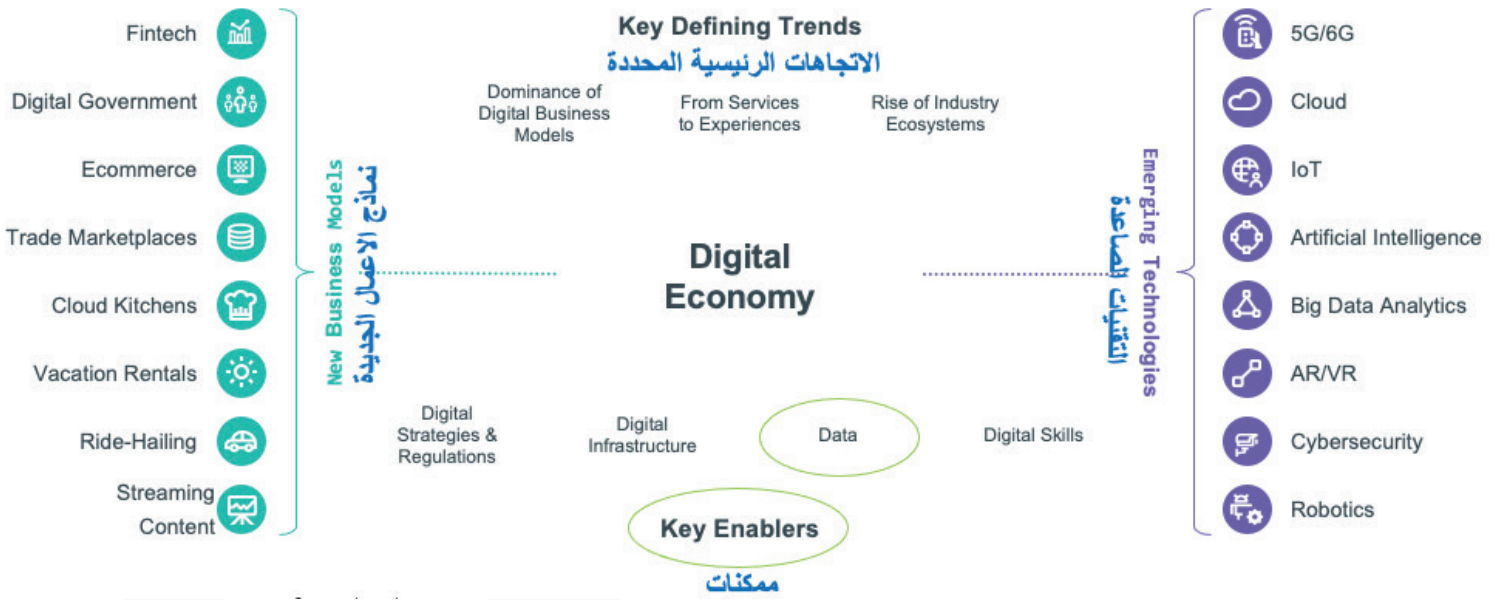 Fintech
Digital Government
Ecommerce
Trade Marketplaces
Cloud Kitchens
Vacation Rentals
Ride-Hailing
Streaming
Content
New Business Models
نماذج الاعمال الجديدة
Key Defining Trends
الاتجاهات الرئيسية المحددة
Dominance of
Digital Business
Models
From Services
to Experiences
Rise of Industry
Ecosystems
Digital
Economy
Digital
Strategies &
Regulations
Digital
Infrastructure
Data
Digital Skills
Key Enablers
ممكنات
Emerging Technologies
التقنيات الصاعدة
5G/6G
Cloud
IoT
Artificial Intelligence
Big Data Analytics
AR/VR
Cybersecurity
Robotics